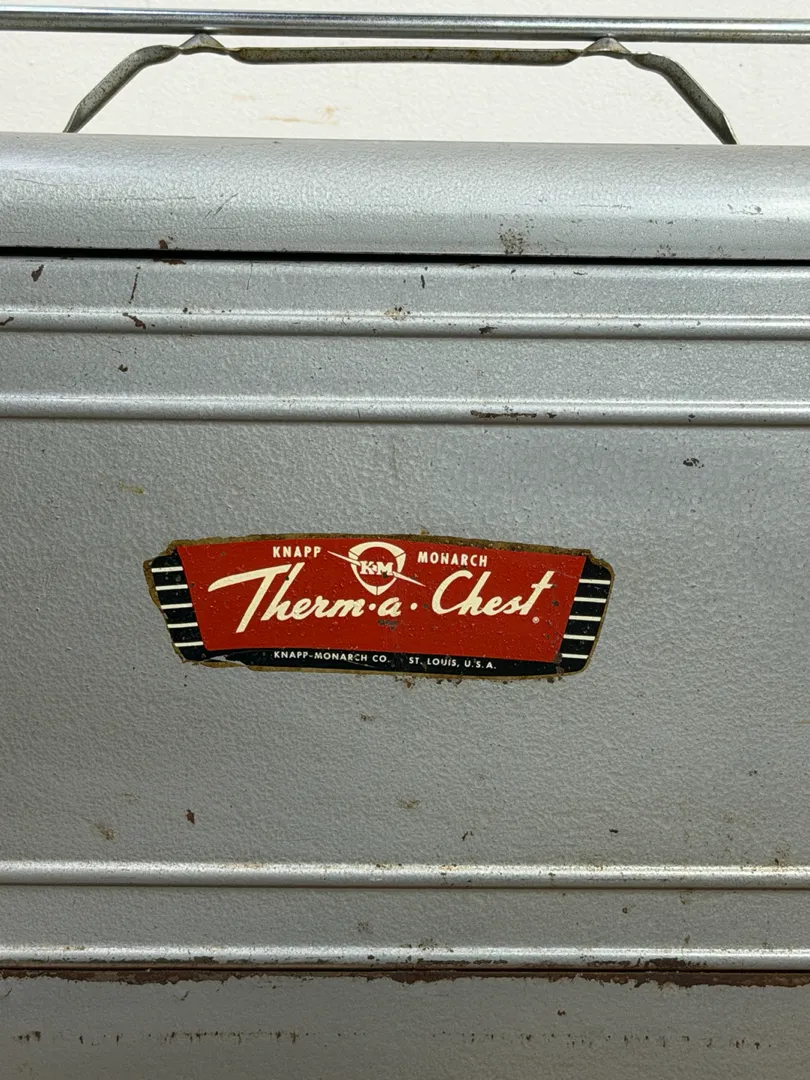 KNAPP K-M MONARCH
Therm·a·Chest®
KNAPP-MONARCH CO. ST. LOUIS, U.S.A.